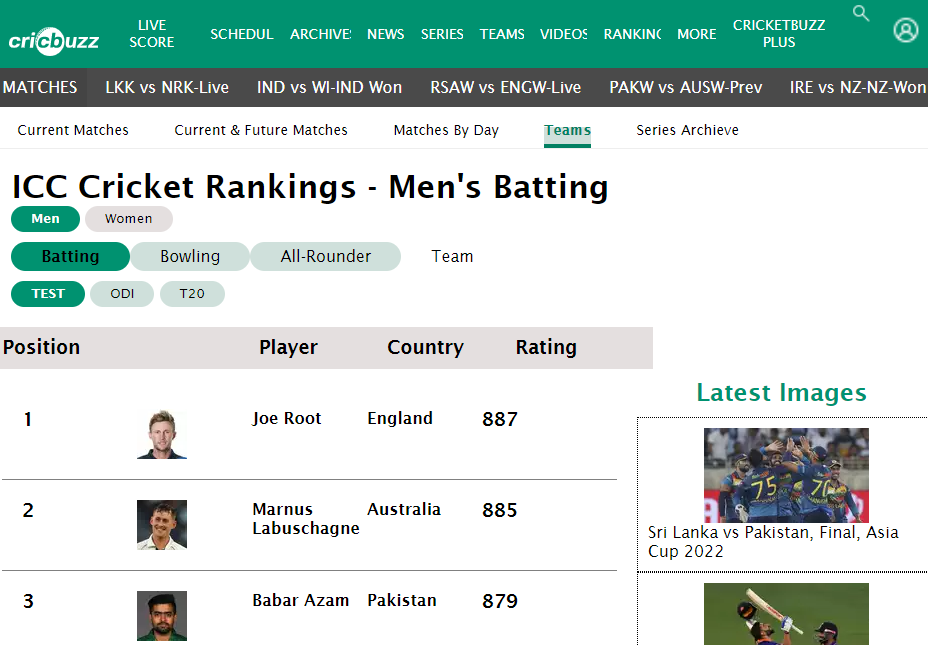 cricbuzz
LIVE
SCORE
SCHEDUL
ARCHIVE
NEWS
SERIES
TEAMS
VIDEOS
RANKING
MORE
CRICKETBUZZ
PLUS
MATCHES
LKK vs NRK-Live
IND vs WI-IND Won
RSAW vs ENGW-Live
PAKW vs AUSW-Prev
IRE vs NZ-NZ-Won
Current Matches
Current & Future Matches
Matches By Day
Teams
Series Archieve
ICC Cricket Rankings - Men's Batting
Men
Women
Batting
Bowling
All-Rounder
Team
TEST
ODI
T20
Position
Player
Country
Rating
1
Joe Root
England
887
2
Marnus
Labuschagne
Australia
885
3
Babar Azam
Pakistan
879
Latest Images
75
Sri Lanka vs Pakistan, Final, Asia
Cup 2022